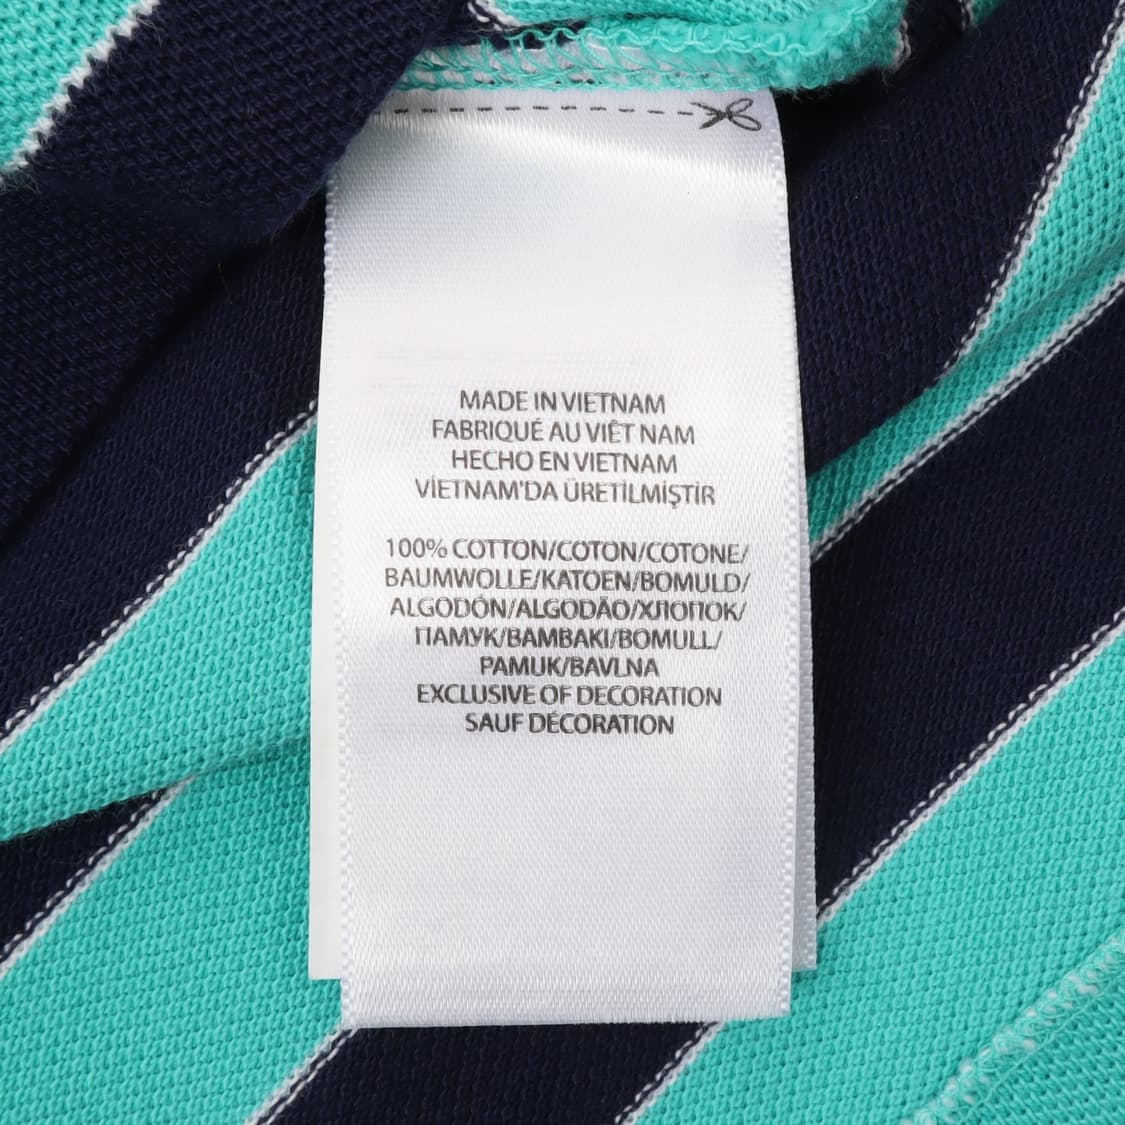 MADE IN VIETNAM
FABRIQUÉ AU VIÊT NAM
HECHO EN VIETNAM
VİETNAM'DA ÜRETİLMİŞTİR
100% COTTON/COTON/COTONE/
BAUMWOLLE/KATOEN/BOMULD/
ALGODÓN/ALGODÃO/ХЛОПОК/
ПАМУК/BAMBAKI/BOMULL/
PAMUK/BAVLNA
EXCLUSIVE OF DECORATION
SAUF DÉCORATION